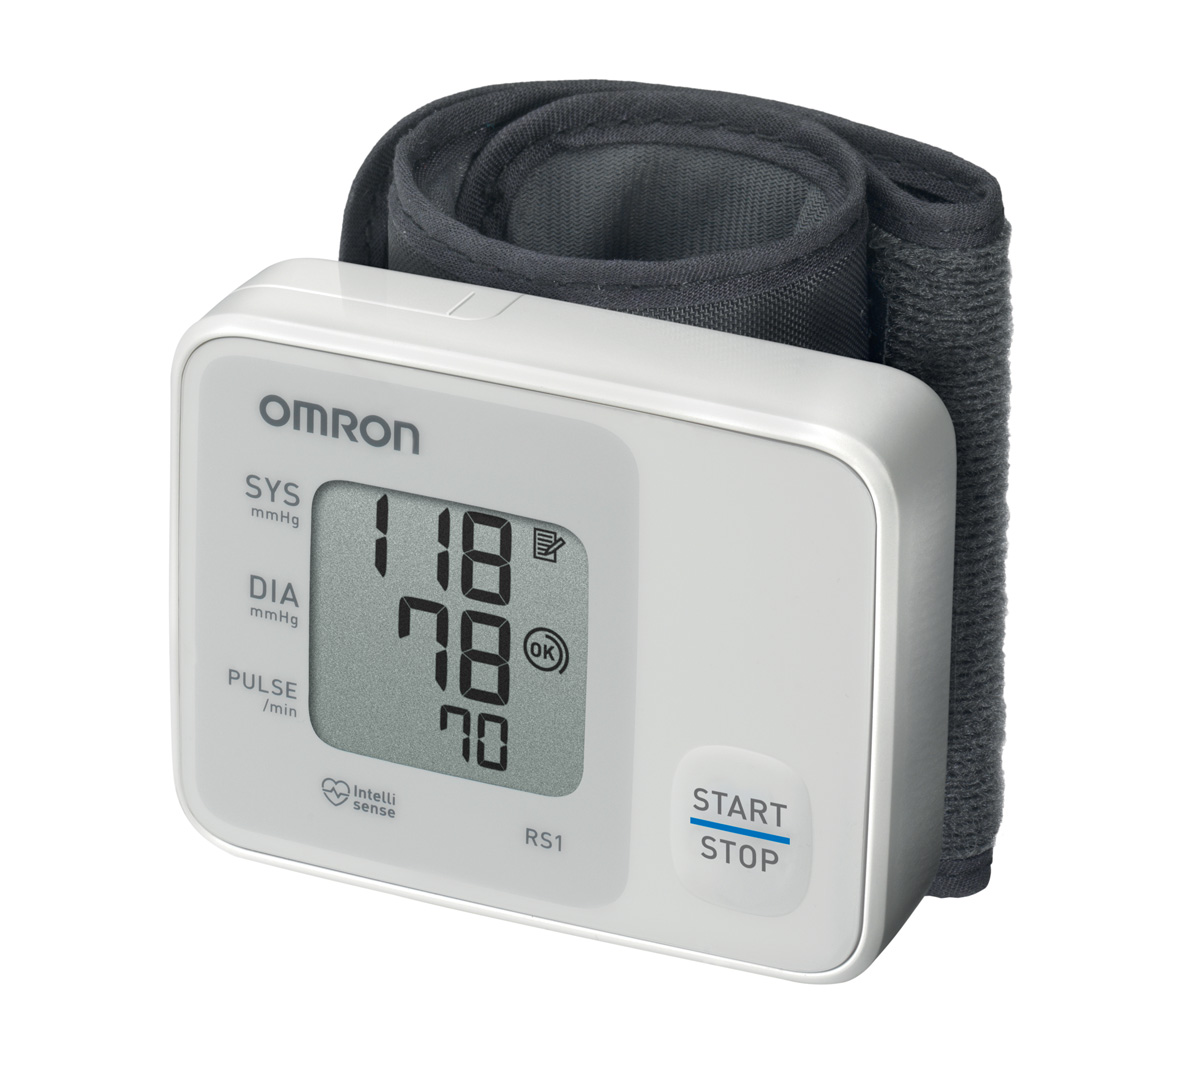 OMRON
SYS
mmHg
118
DIA
mmHg
78
OK
PULSE
/min
70
Intelli
sense
RS1
START
STOP